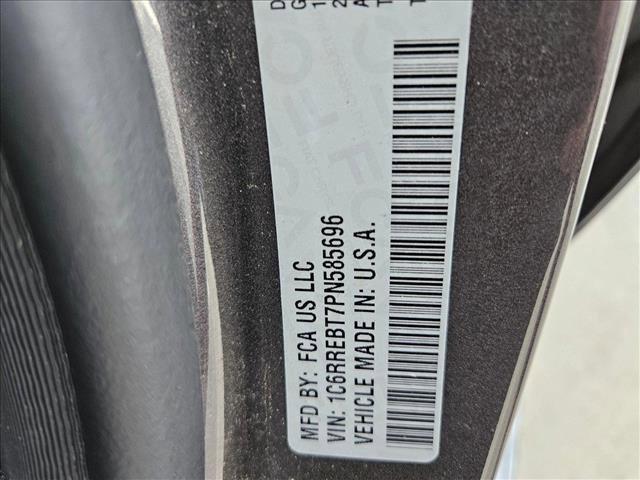 MFD BY: FCA US LLC
VIN: 1C6RREBT7PN585696
VEHICLE MADE IN: U.S.A.